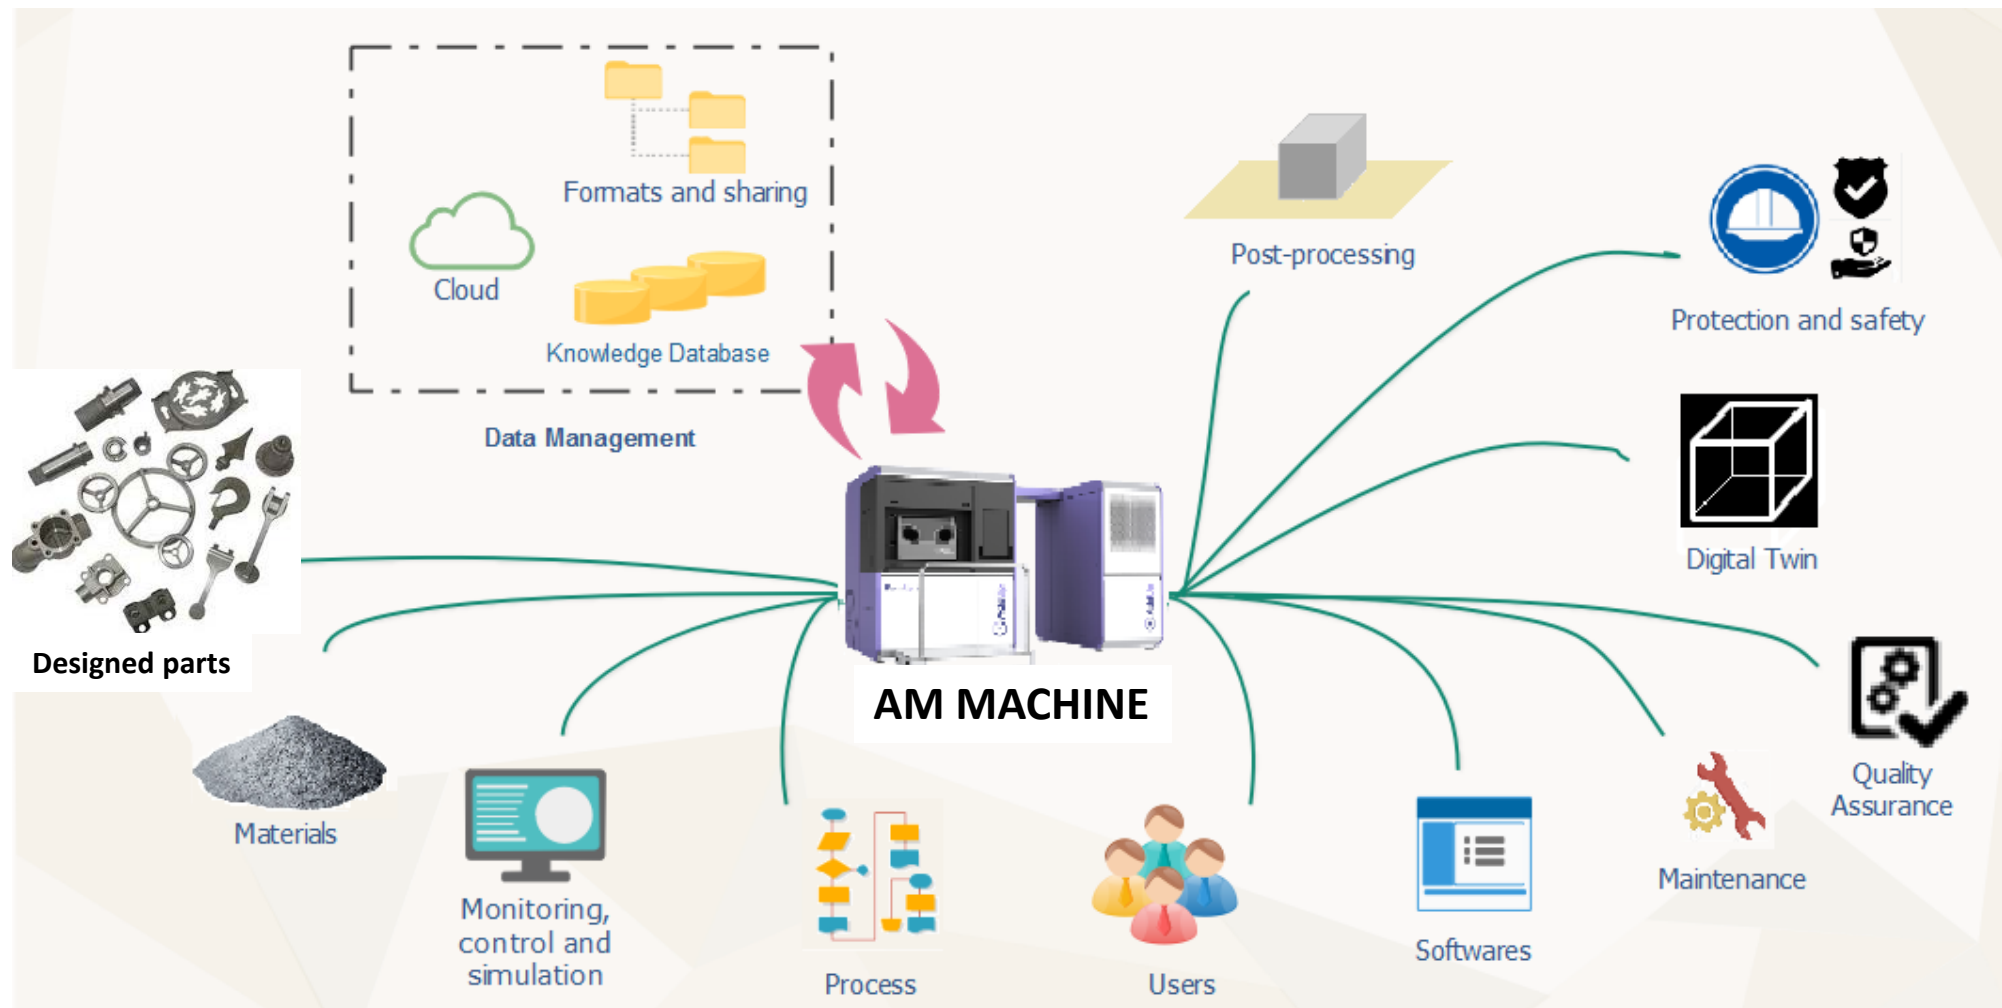 Formats and sharing
Cloud
Knowledge Database
Data Management
Post-processing
Protection and safety
Digital Twin
Designed parts
AM MACHINE
Materials
Monitoring,
control and
simulation
Process
Users
Softwares
Maintenance
Quality
Assurance